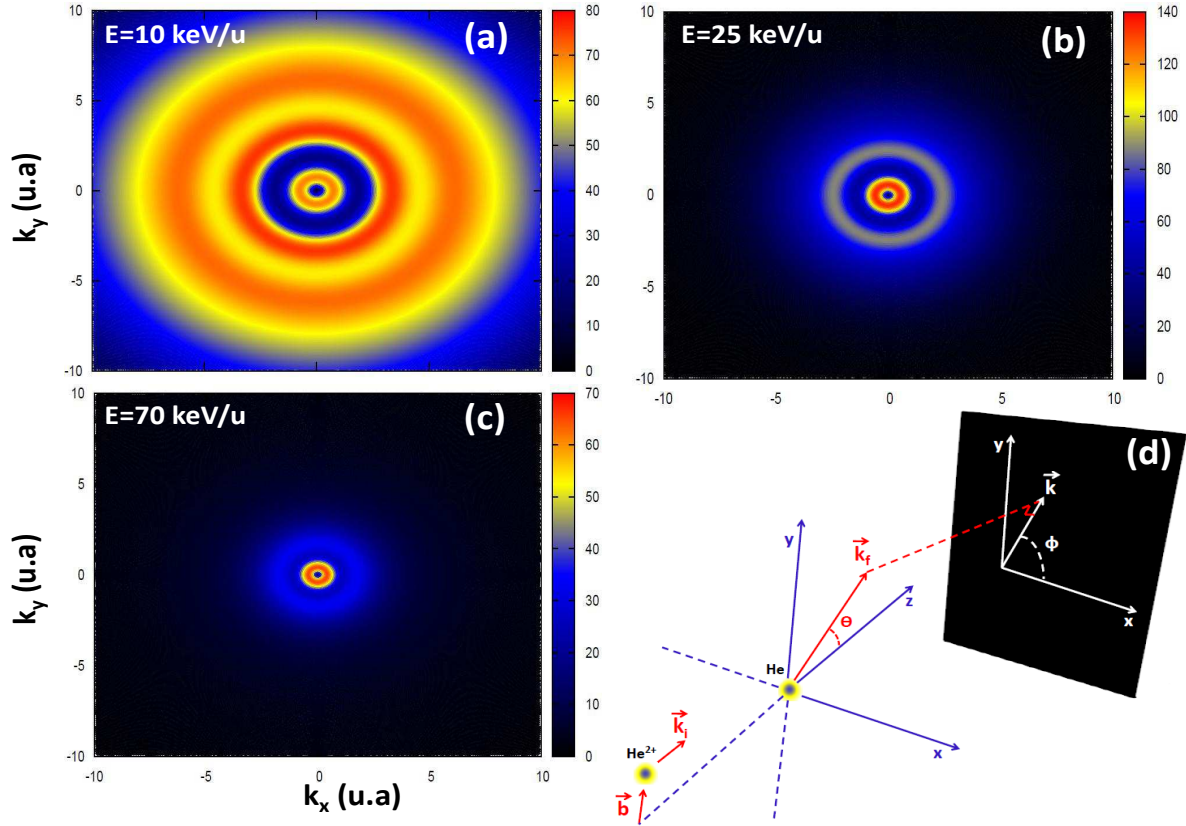 E=10 keV/u
(a)
10
5
0
-5
-10
k_y (u.a)
80
70
60
50
40
30
20
10
0
E=25 keV/u
(b)
10
5
0
-5
-10
-10
-5
0
5
10
140
120
100
80
60
40
20
0
E=70 keV/u
(c)
10
5
0
-5
-10
k_y (u.a)
-10
-5
0
5
10
k_x (u.a)
70
60
50
40
30
20
10
0
(d)
y
k
ϕ
x
y
k_f
z
ɵ
He
x
k_i
He²⁺
b